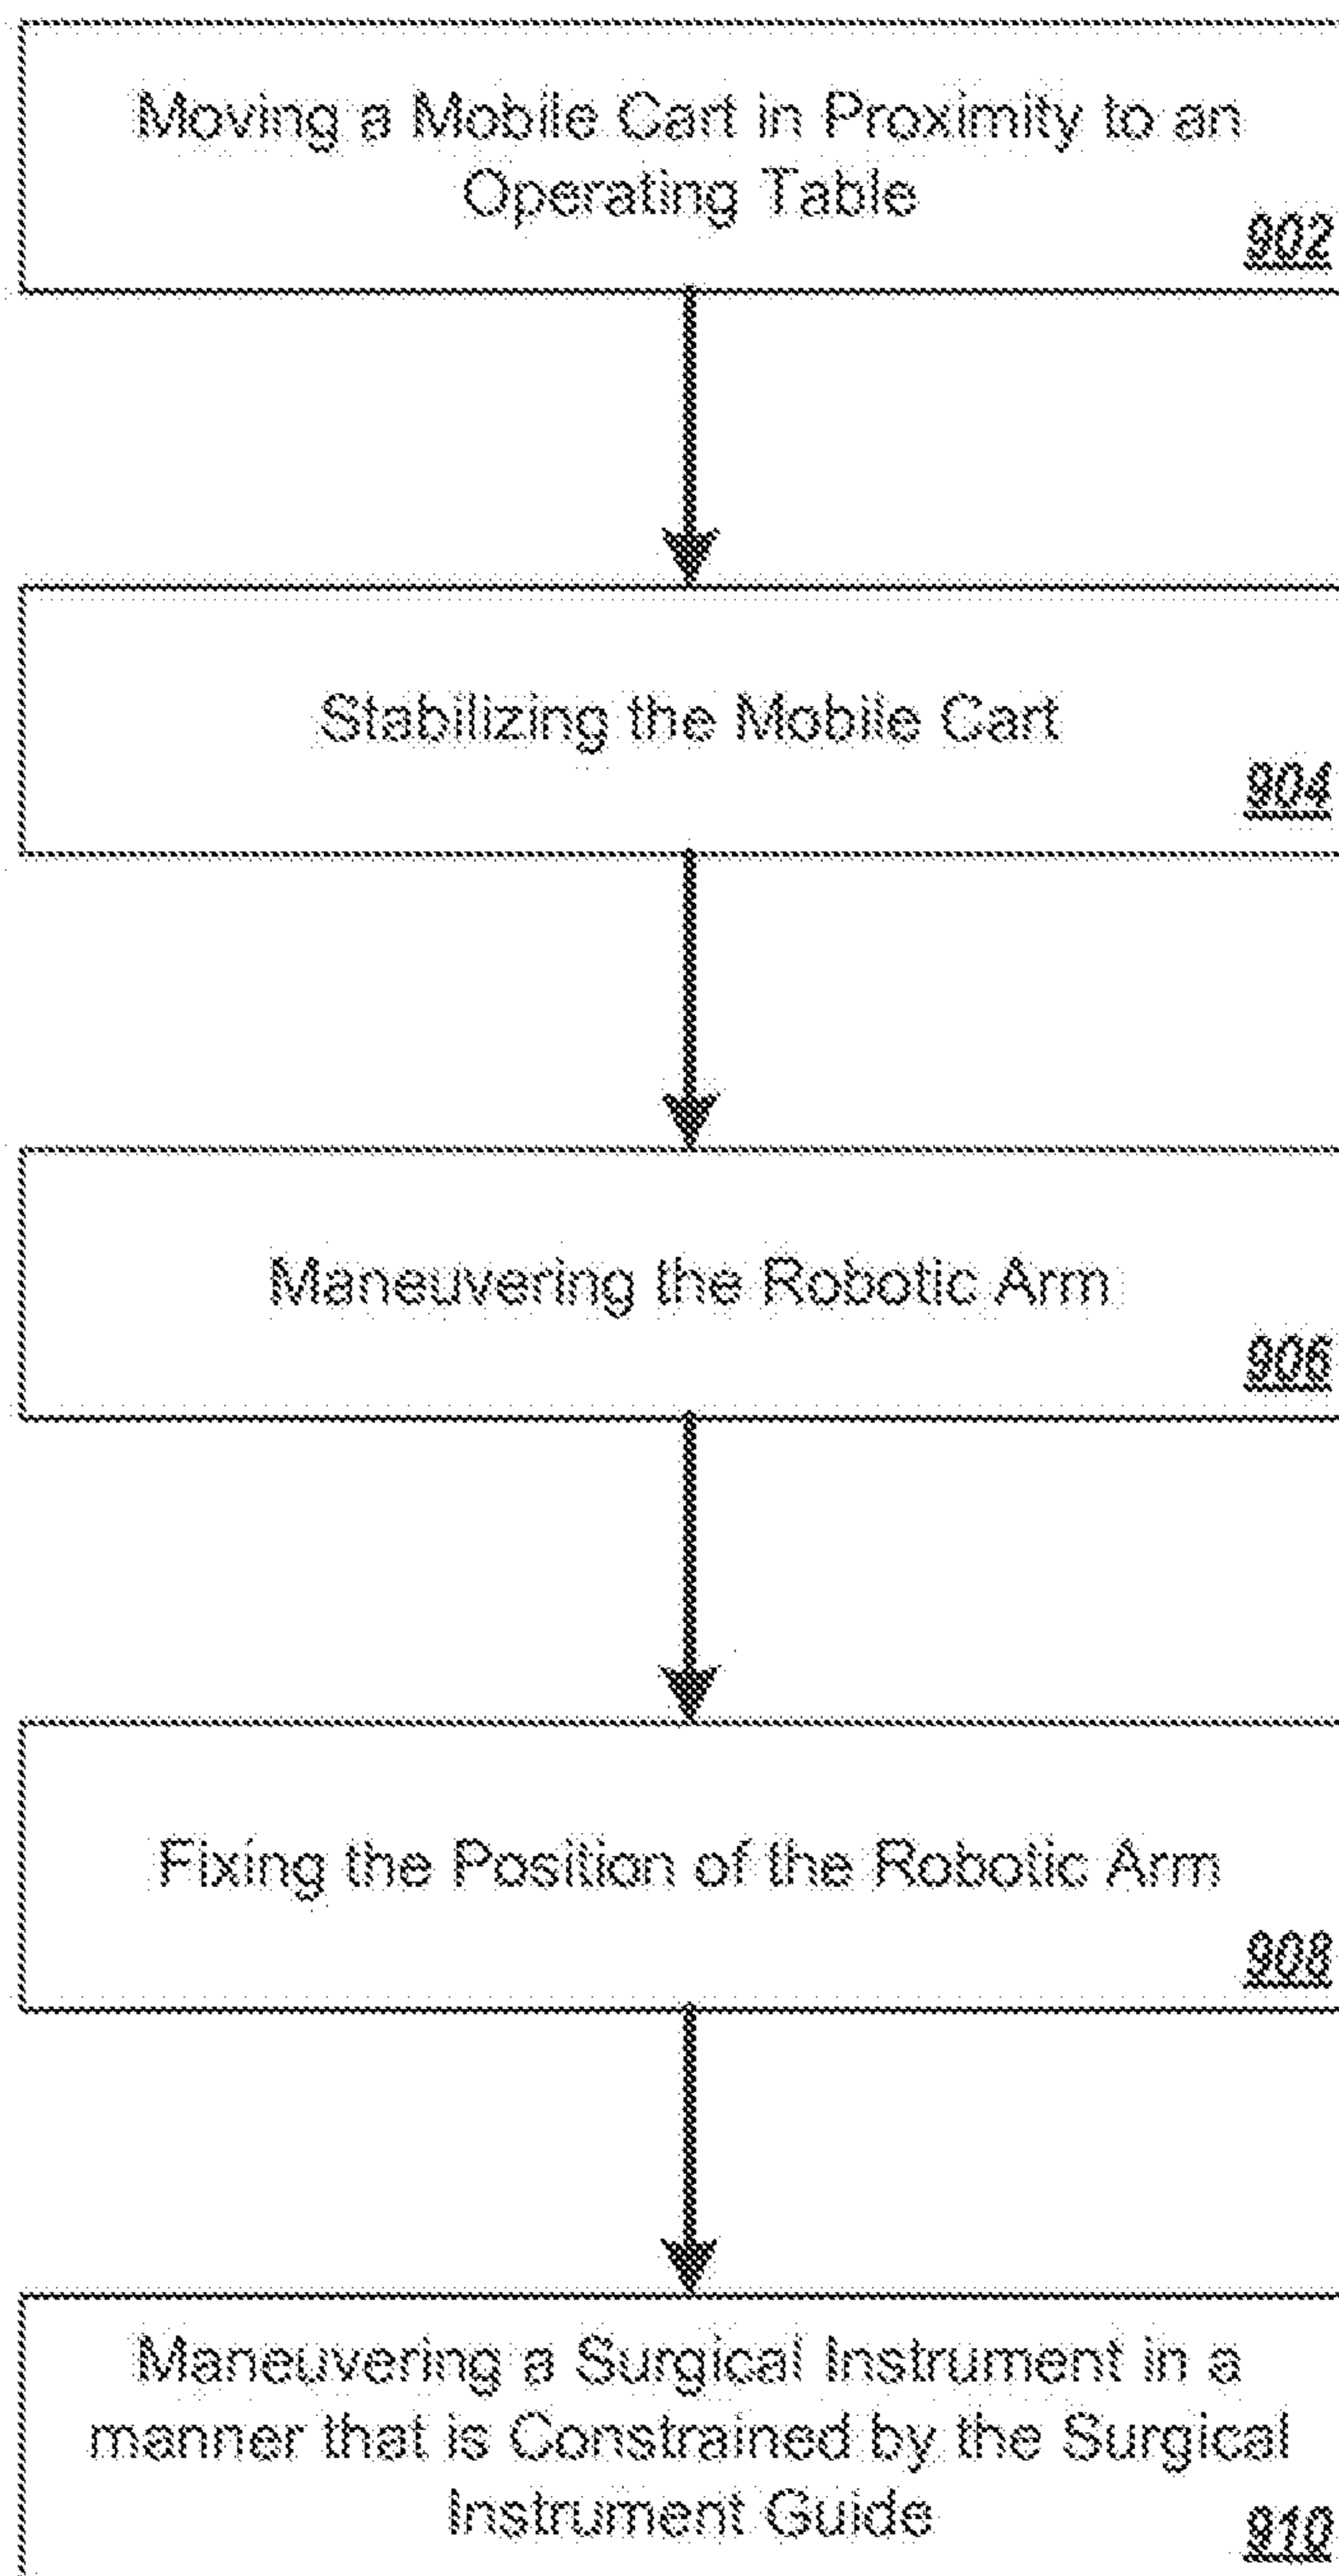 Moving a Mobile Cart in Proximity to an
Operating Table
902
Stabilizing the Mobile Cart
904
Maneuvering the Robotic Arm
906
Fixing the Position of the Robotic Arm
908
Maneuvering a Surgical Instrument in a
manner that is Constrained by the Surgical
Instrument Guide
910